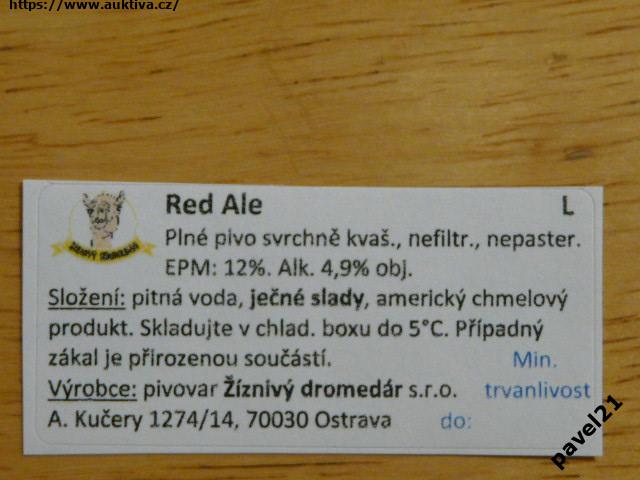 https://www.auktiva.cz/
Red Ale L
Plné pivo svrchně kvaš., nefiltr., nepaster.
EPM: 12%. Alk. 4,9% obj.
Složení: pitná voda, ječné slady, americký chmelový
produkt. Skladujte v chlad. boxu do 5°C. Případný
zákal je přirozenou součástí. Min.
Výrobce: pivovar Žíznivý dromedár s.r.o. trvanlivost
A. Kučery 1274/14, 70030 Ostrava do:
ŽÍZNIVÝ DROMEDÁR
pavel21